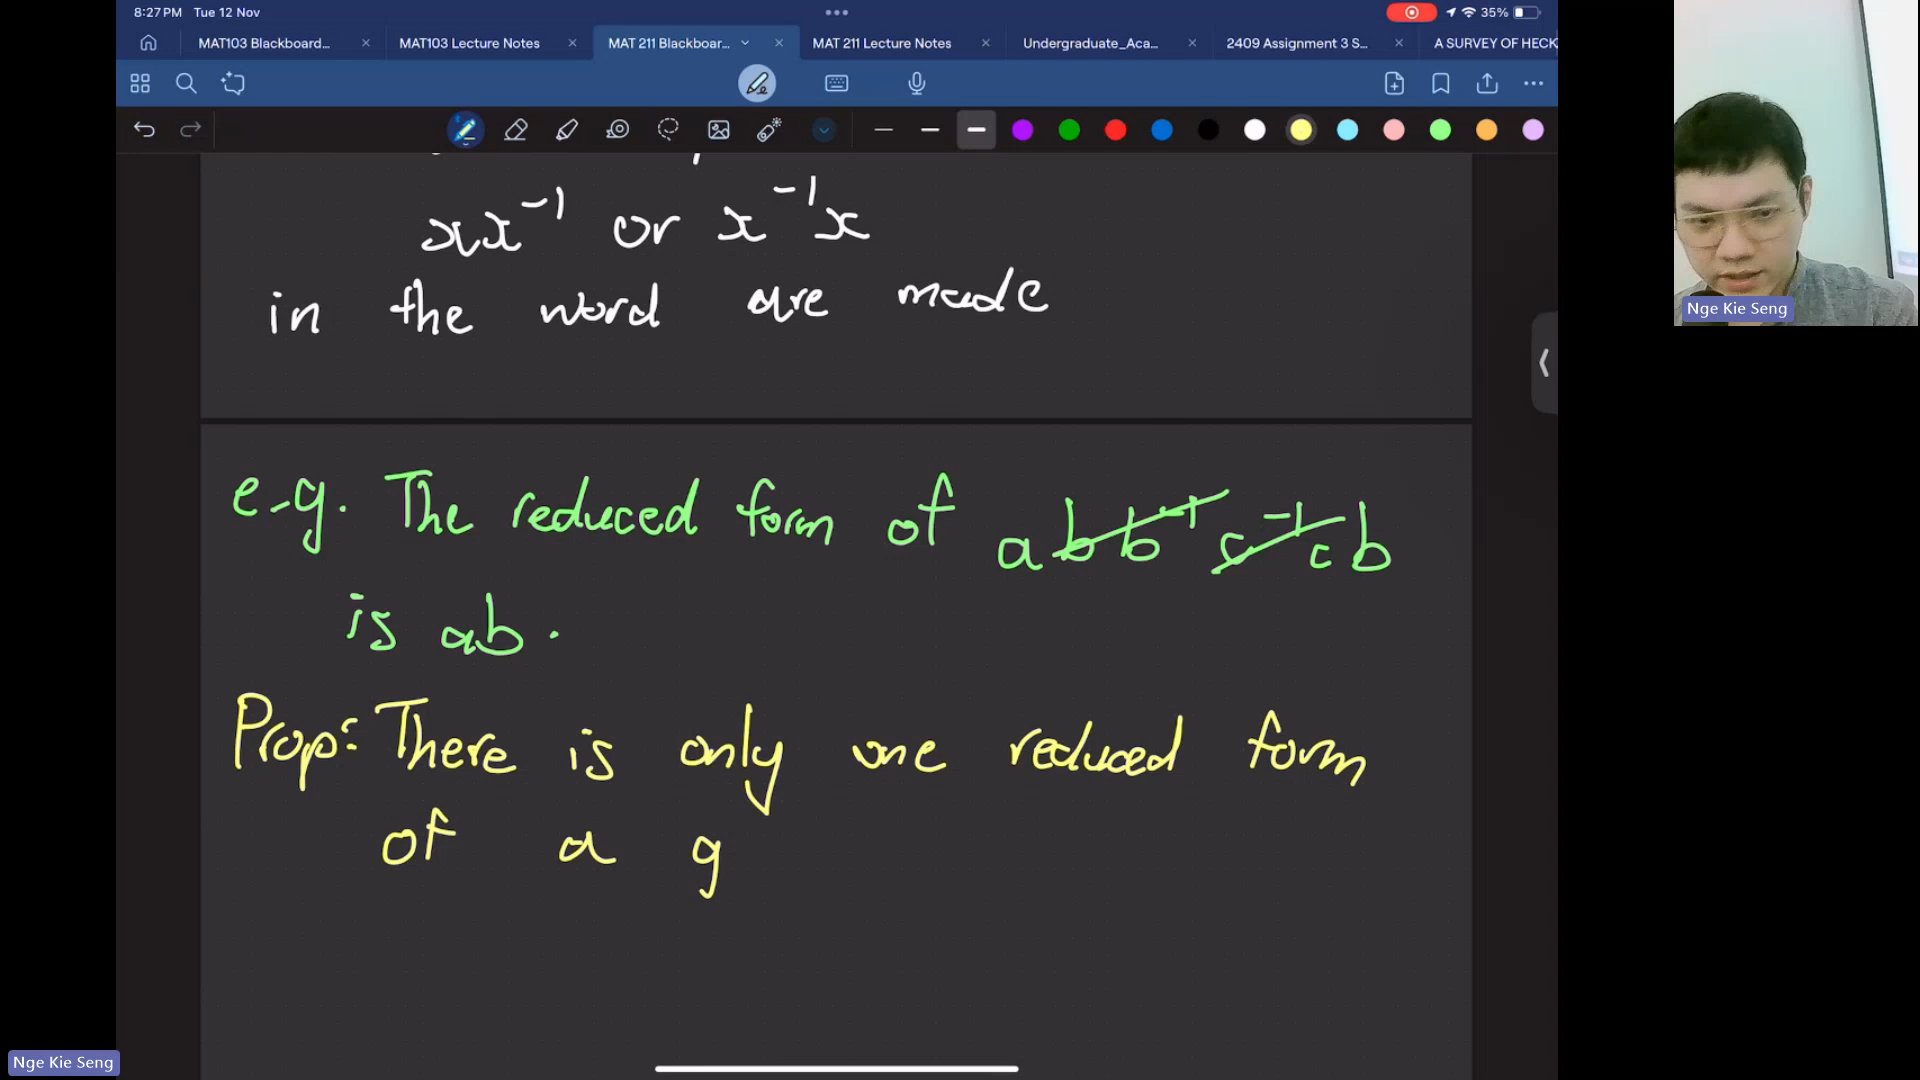 8:27 PM Tue 12 Nov
35%
MAT103 Blackboard...
MAT103 Lecture Notes
MAT 211 Blackboar...
MAT 211 Lecture Notes
Undergraduate_Aca...
2409 Assignment 3 S...
A SURVEY OF HECK
xx⁻¹ or x⁻¹x
in the word are made
e.g. The reduced form of abb⁻¹c⁻¹cb
is ab.
Prop: There is only one reduced form
of a g
Nge Kie Seng
Nge Kie Seng